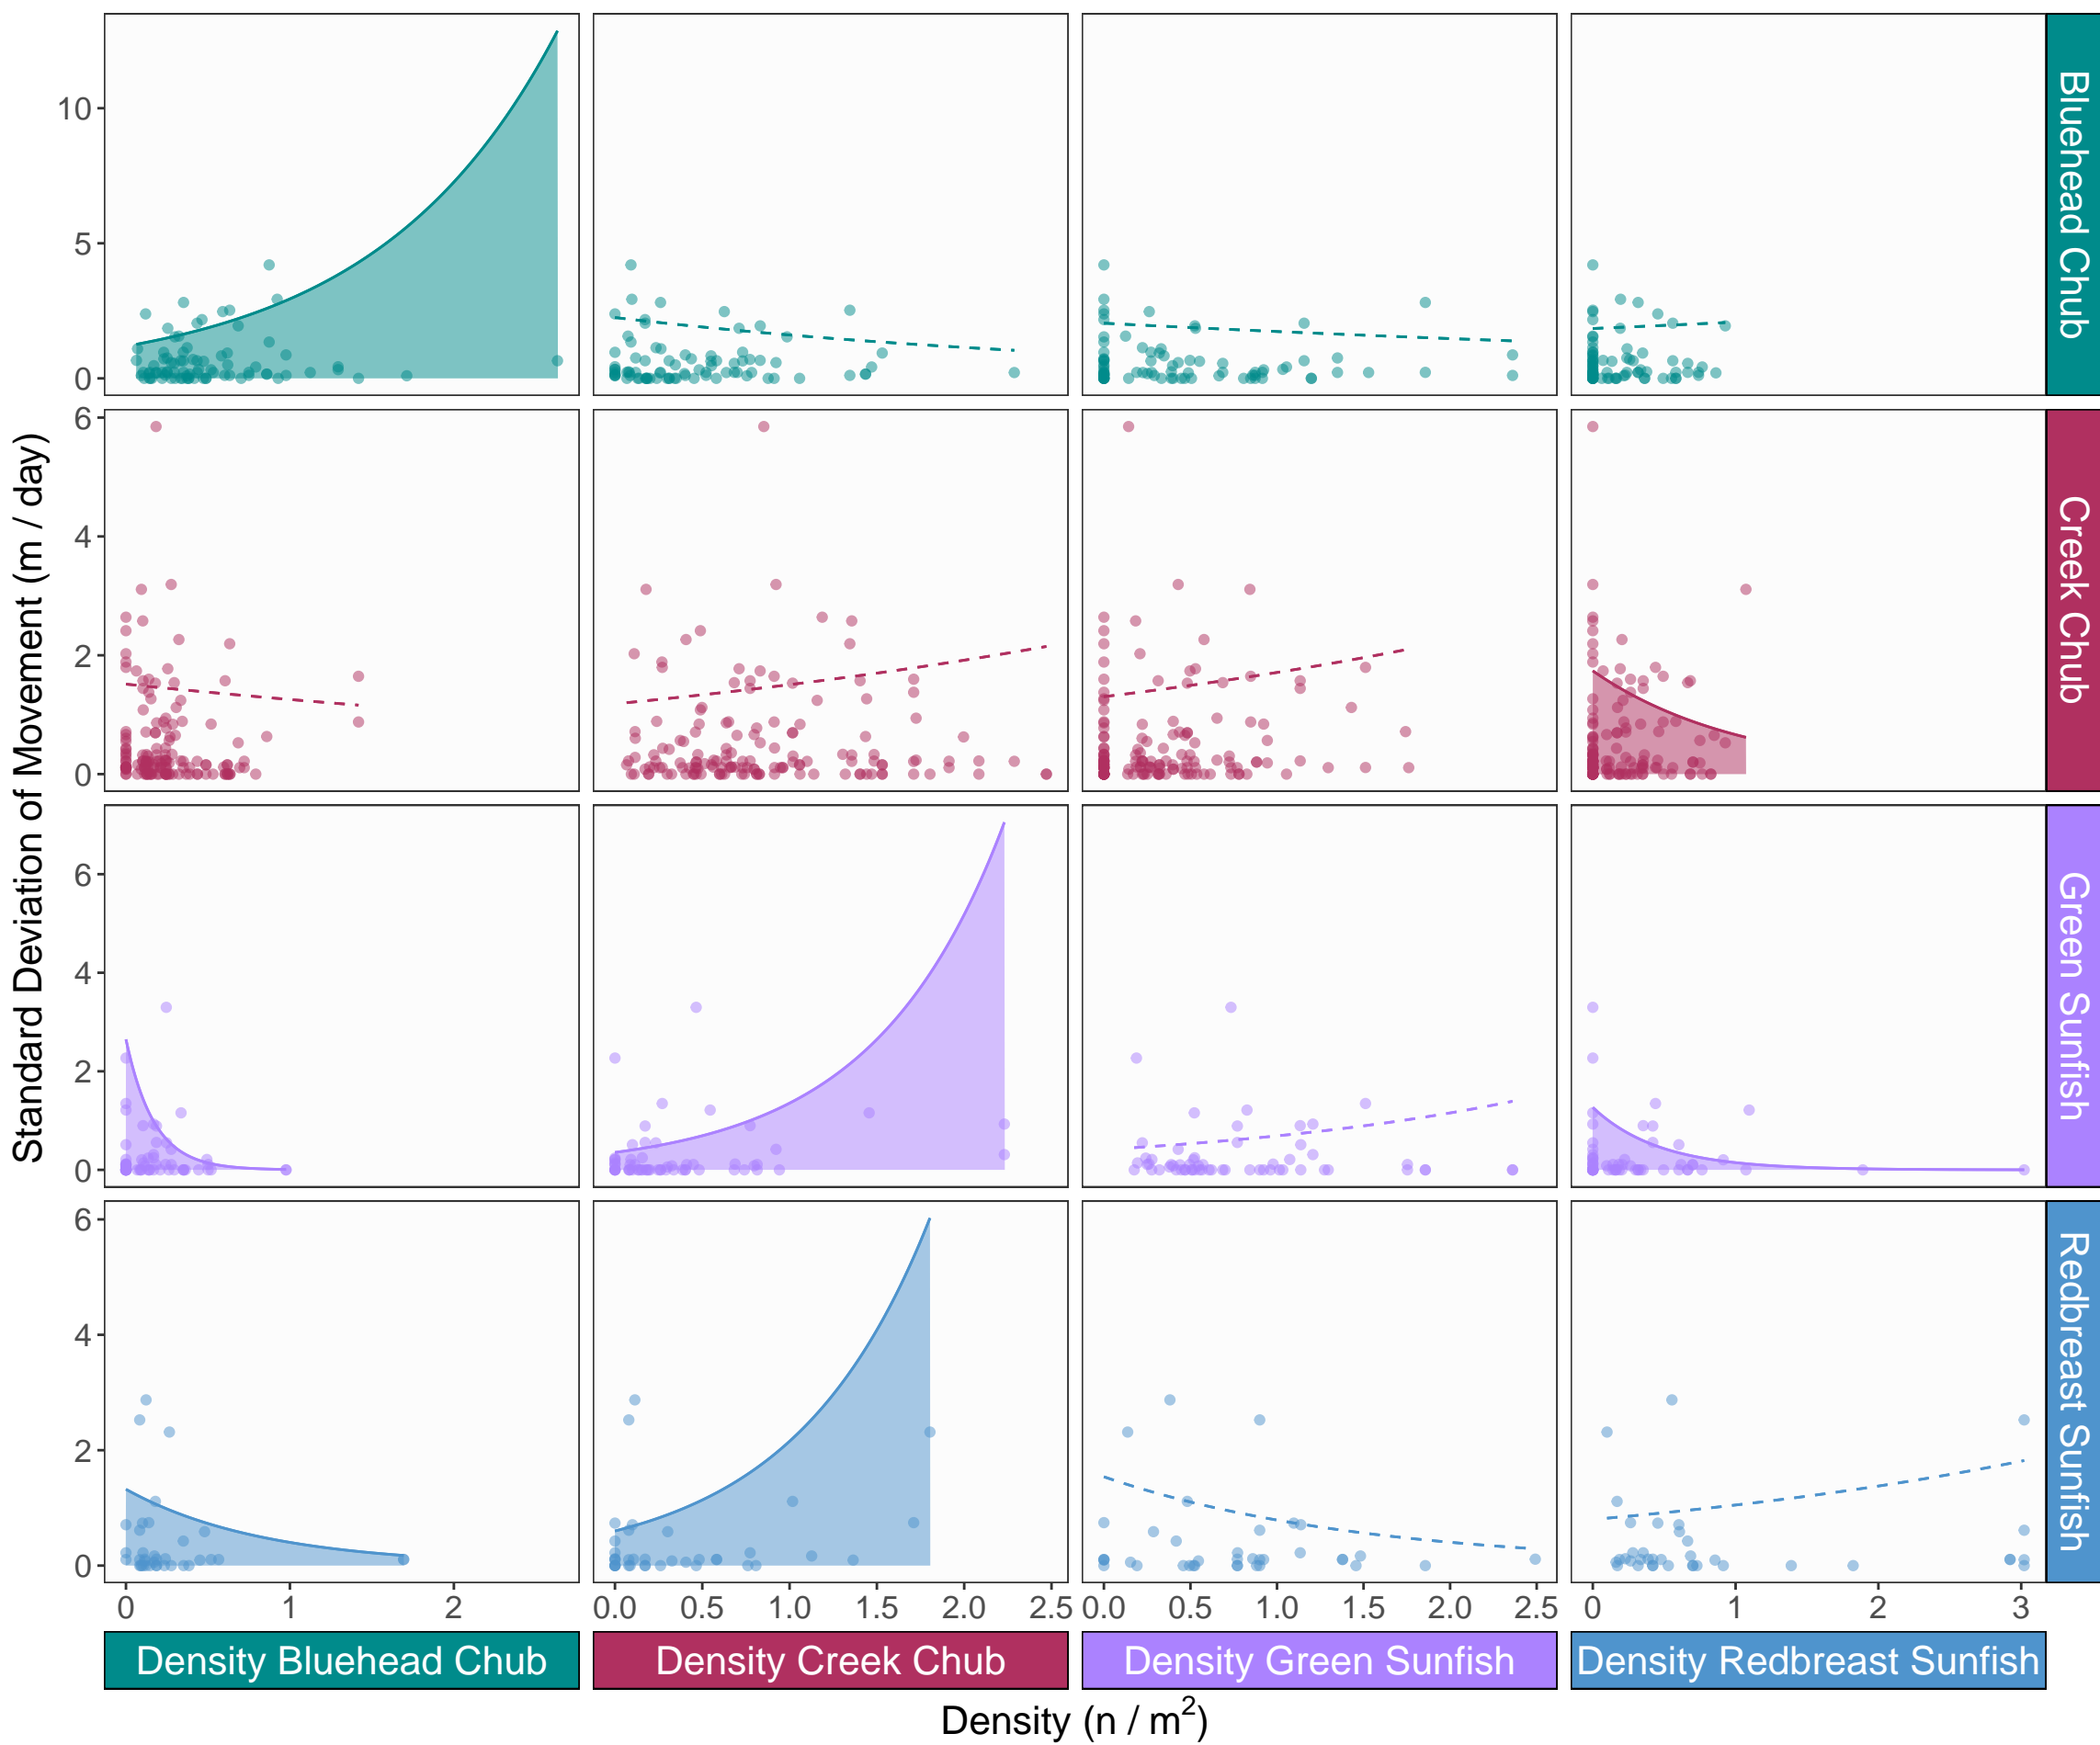 Standard Deviation of Movement (m / day)
10
5
0
Bluehead Chub
6
4
2
0
Creek Chub
6
4
2
0
Green Sunfish
6
4
2
0
Redbreast Sunfish
0 1 2
0.0 0.5 1.0 1.5 2.0 2.5
0.0 0.5 1.0 1.5 2.0 2.5
0 1 2 3
Density Bluehead Chub
Density Creek Chub
Density Green Sunfish
Density Redbreast Sunfish
Density (n / m²)